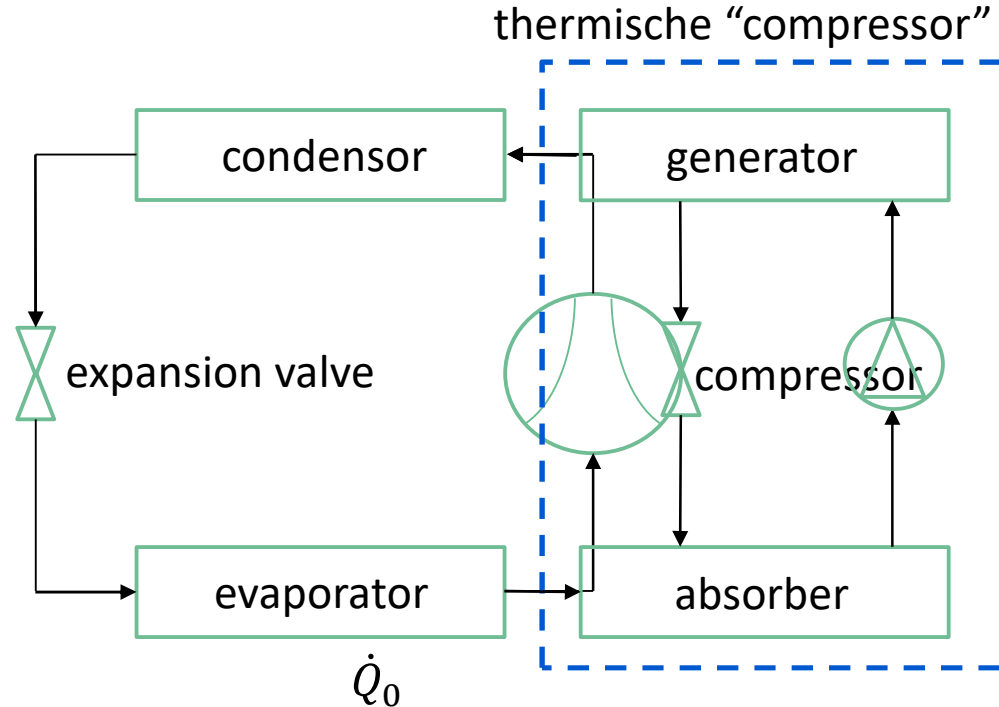 thermische “compressor”
condensor
generator
expansion valve
compressor
evaporator
absorber
Q̇₀